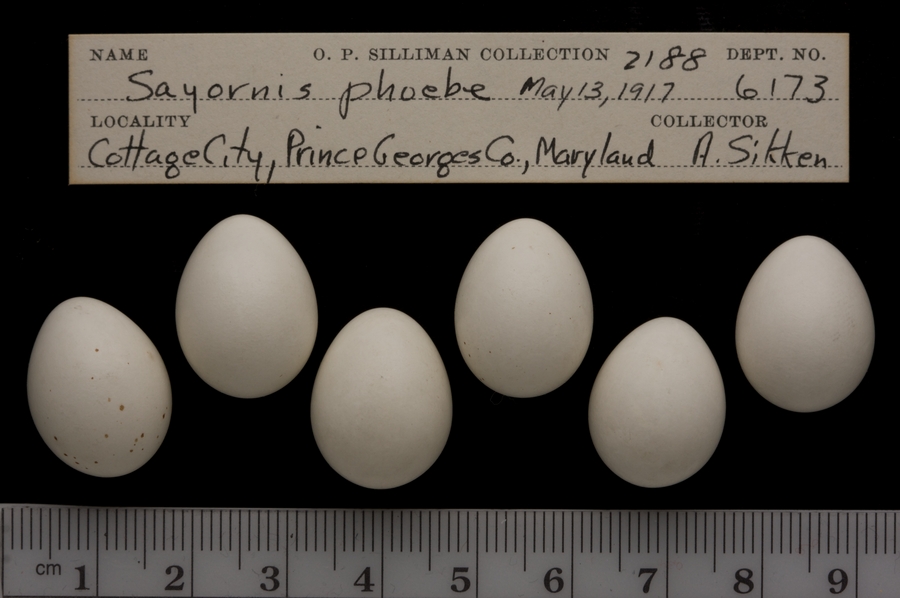 NAME O. P. SILLIMAN COLLECTION 2188 DEPT. NO.
Sayornis phoebe May 13, 1917 6173
LOCALITY COLLECTOR
Cottage City, Prince Georges Co., Maryland A. Sikken
cm 1 2 3 4 5 6 7 8 9